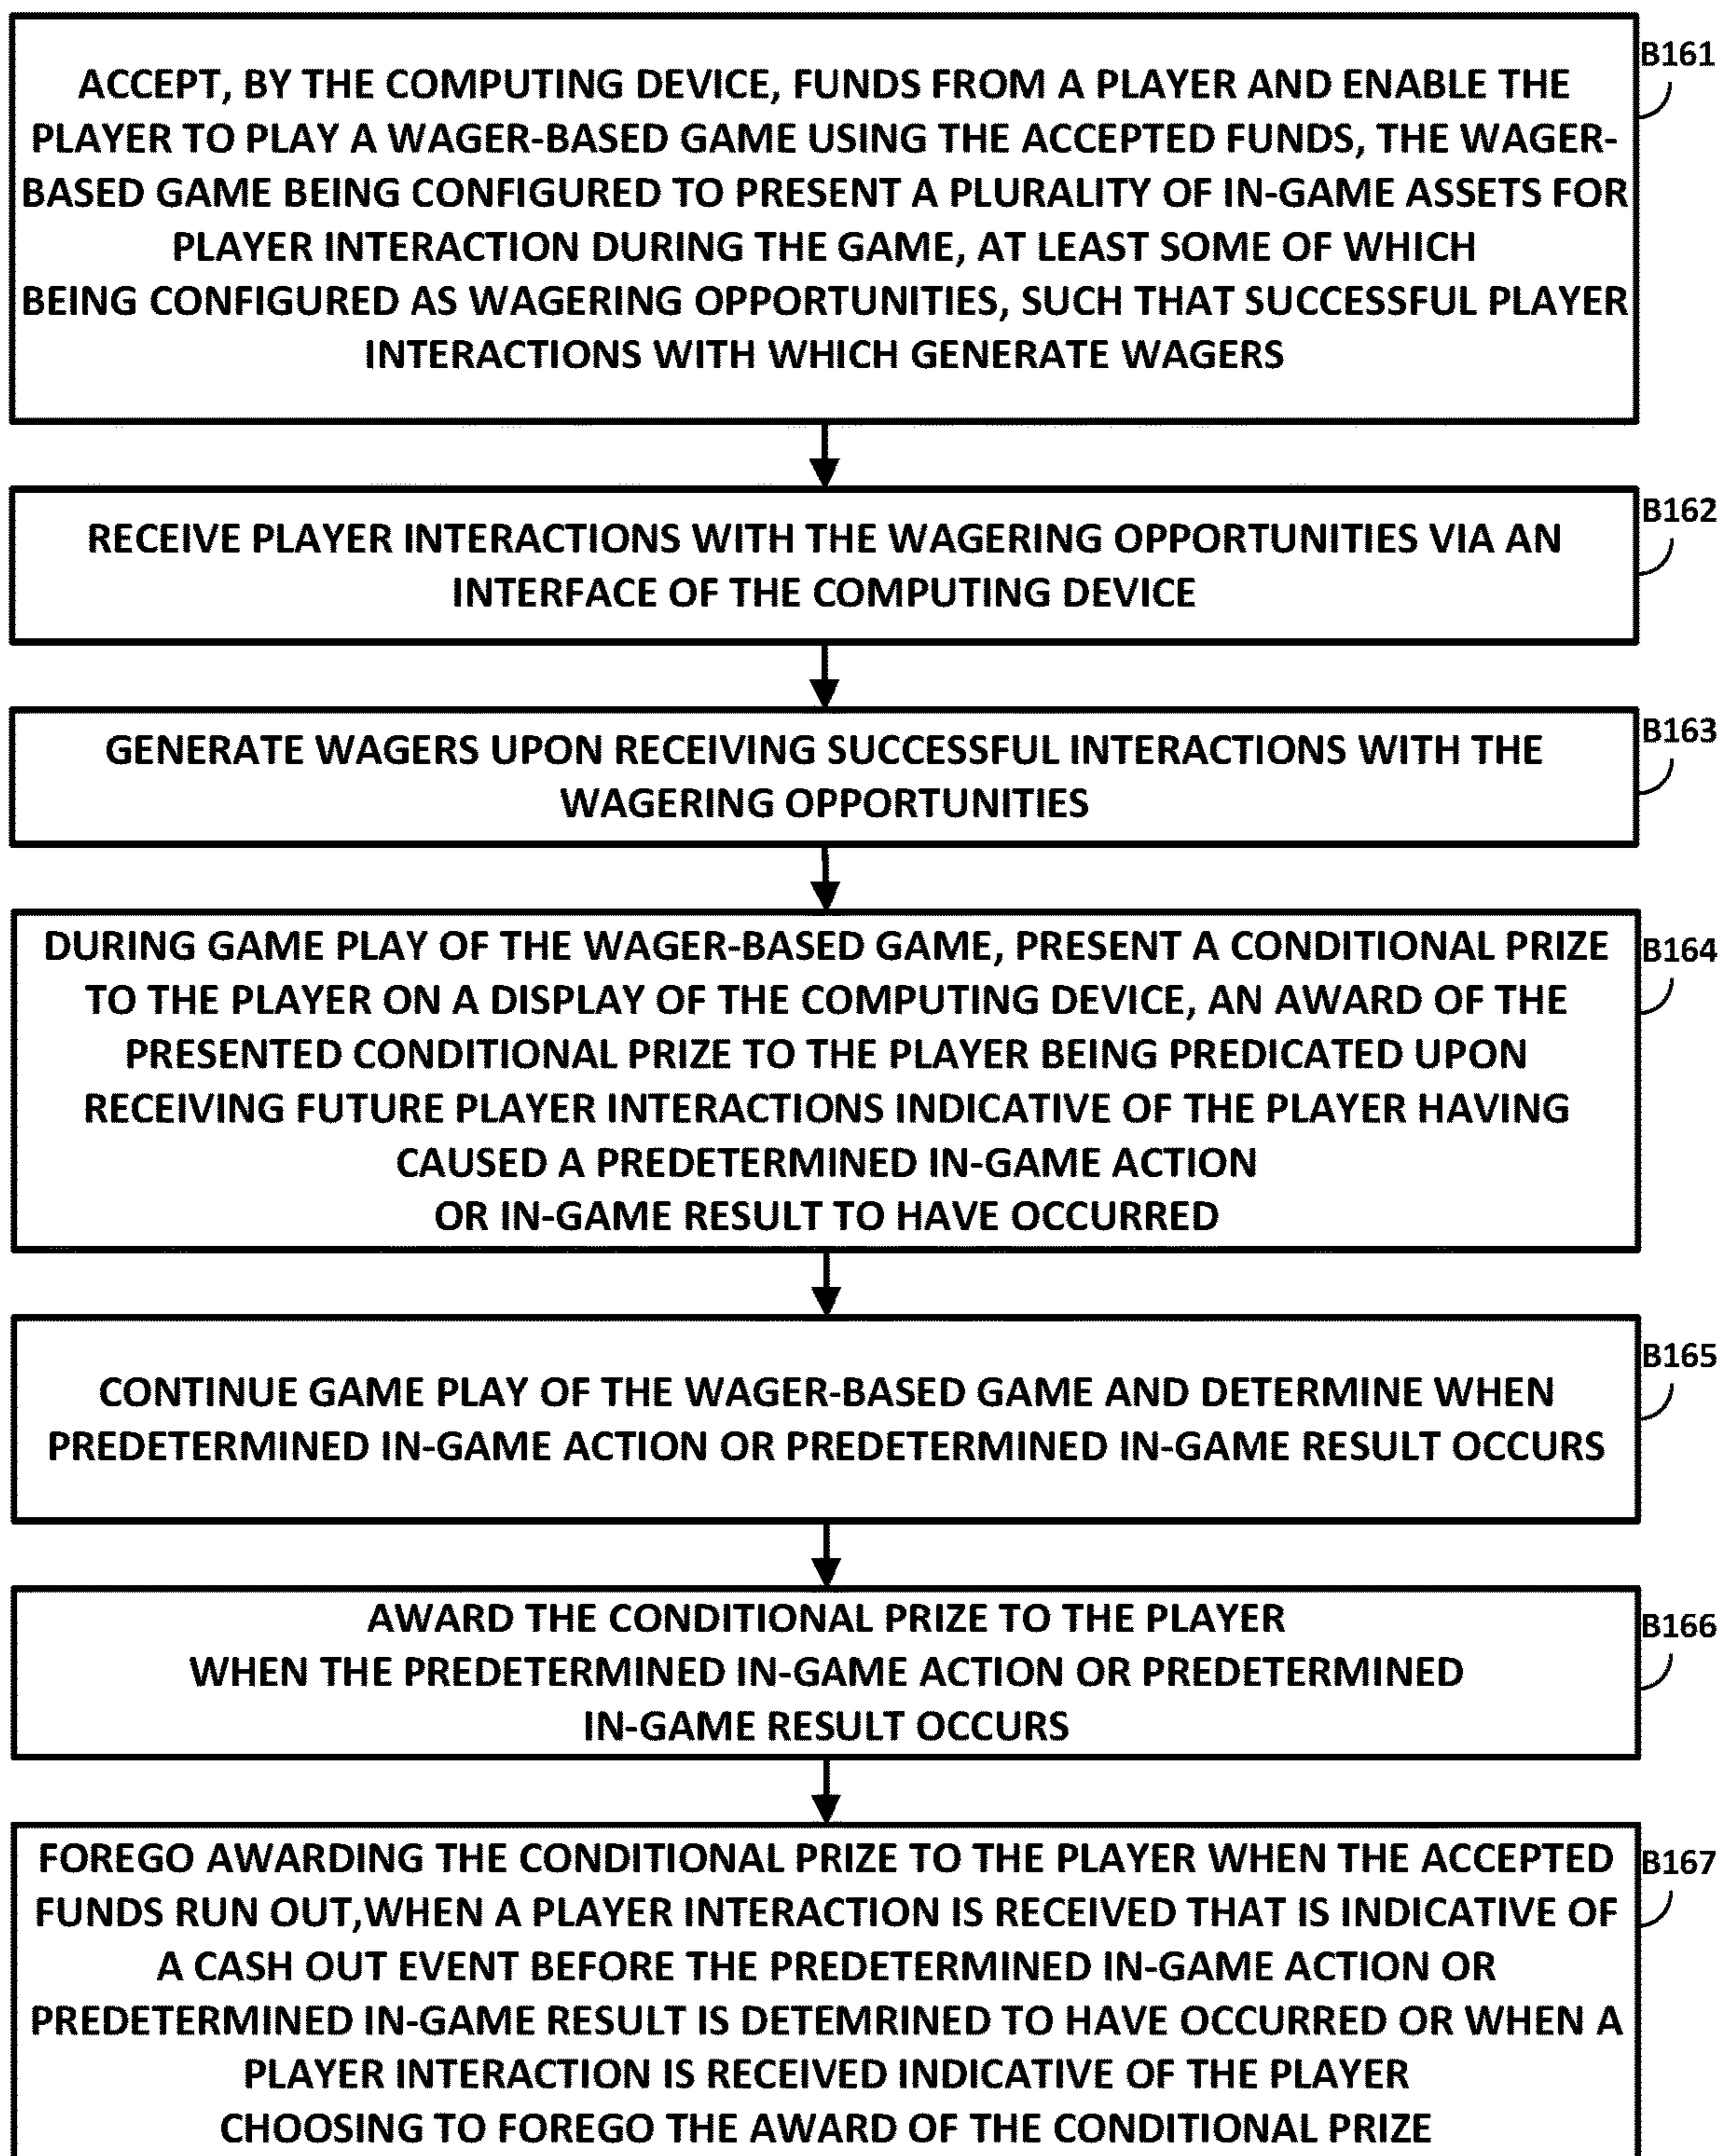 ACCEPT, BY THE COMPUTING DEVICE, FUNDS FROM A PLAYER AND ENABLE THE
PLAYER TO PLAY A WAGER-BASED GAME USING THE ACCEPTED FUNDS, THE WAGER-
BASED GAME BEING CONFIGURED TO PRESENT A PLURALITY OF IN-GAME ASSETS FOR
PLAYER INTERACTION DURING THE GAME, AT LEAST SOME OF WHICH
BEING CONFIGURED AS WAGERING OPPORTUNITIES, SUCH THAT SUCCESSFUL PLAYER
INTERACTIONS WITH WHICH GENERATE WAGERS
B161
RECEIVE PLAYER INTERACTIONS WITH THE WAGERING OPPORTUNITIES VIA AN
INTERFACE OF THE COMPUTING DEVICE
B162
GENERATE WAGERS UPON RECEIVING SUCCESSFUL INTERACTIONS WITH THE
WAGERING OPPORTUNITIES
B163
DURING GAME PLAY OF THE WAGER-BASED GAME, PRESENT A CONDITIONAL PRIZE
TO THE PLAYER ON A DISPLAY OF THE COMPUTING DEVICE, AN AWARD OF THE
PRESENTED CONDITIONAL PRIZE TO THE PLAYER BEING PREDICATED UPON
RECEIVING FUTURE PLAYER INTERACTIONS INDICATIVE OF THE PLAYER HAVING
CAUSED A PREDETERMINED IN-GAME ACTION
OR IN-GAME RESULT TO HAVE OCCURRED
B164
CONTINUE GAME PLAY OF THE WAGER-BASED GAME AND DETERMINE WHEN
PREDETERMINED IN-GAME ACTION OR PREDETERMINED IN-GAME RESULT OCCURS
B165
AWARD THE CONDITIONAL PRIZE TO THE PLAYER
WHEN THE PREDETERMINED IN-GAME ACTION OR PREDETERMINED
IN-GAME RESULT OCCURS
B166
FOREGO AWARDING THE CONDITIONAL PRIZE TO THE PLAYER WHEN THE ACCEPTED
FUNDS RUN OUT,WHEN A PLAYER INTERACTION IS RECEIVED THAT IS INDICATIVE OF
A CASH OUT EVENT BEFORE THE PREDETERMINED IN-GAME ACTION OR
PREDETERMINED IN-GAME RESULT IS DETEMRINED TO HAVE OCCURRED OR WHEN A
PLAYER INTERACTION IS RECEIVED INDICATIVE OF THE PLAYER
CHOOSING TO FOREGO THE AWARD OF THE CONDITIONAL PRIZE
B167